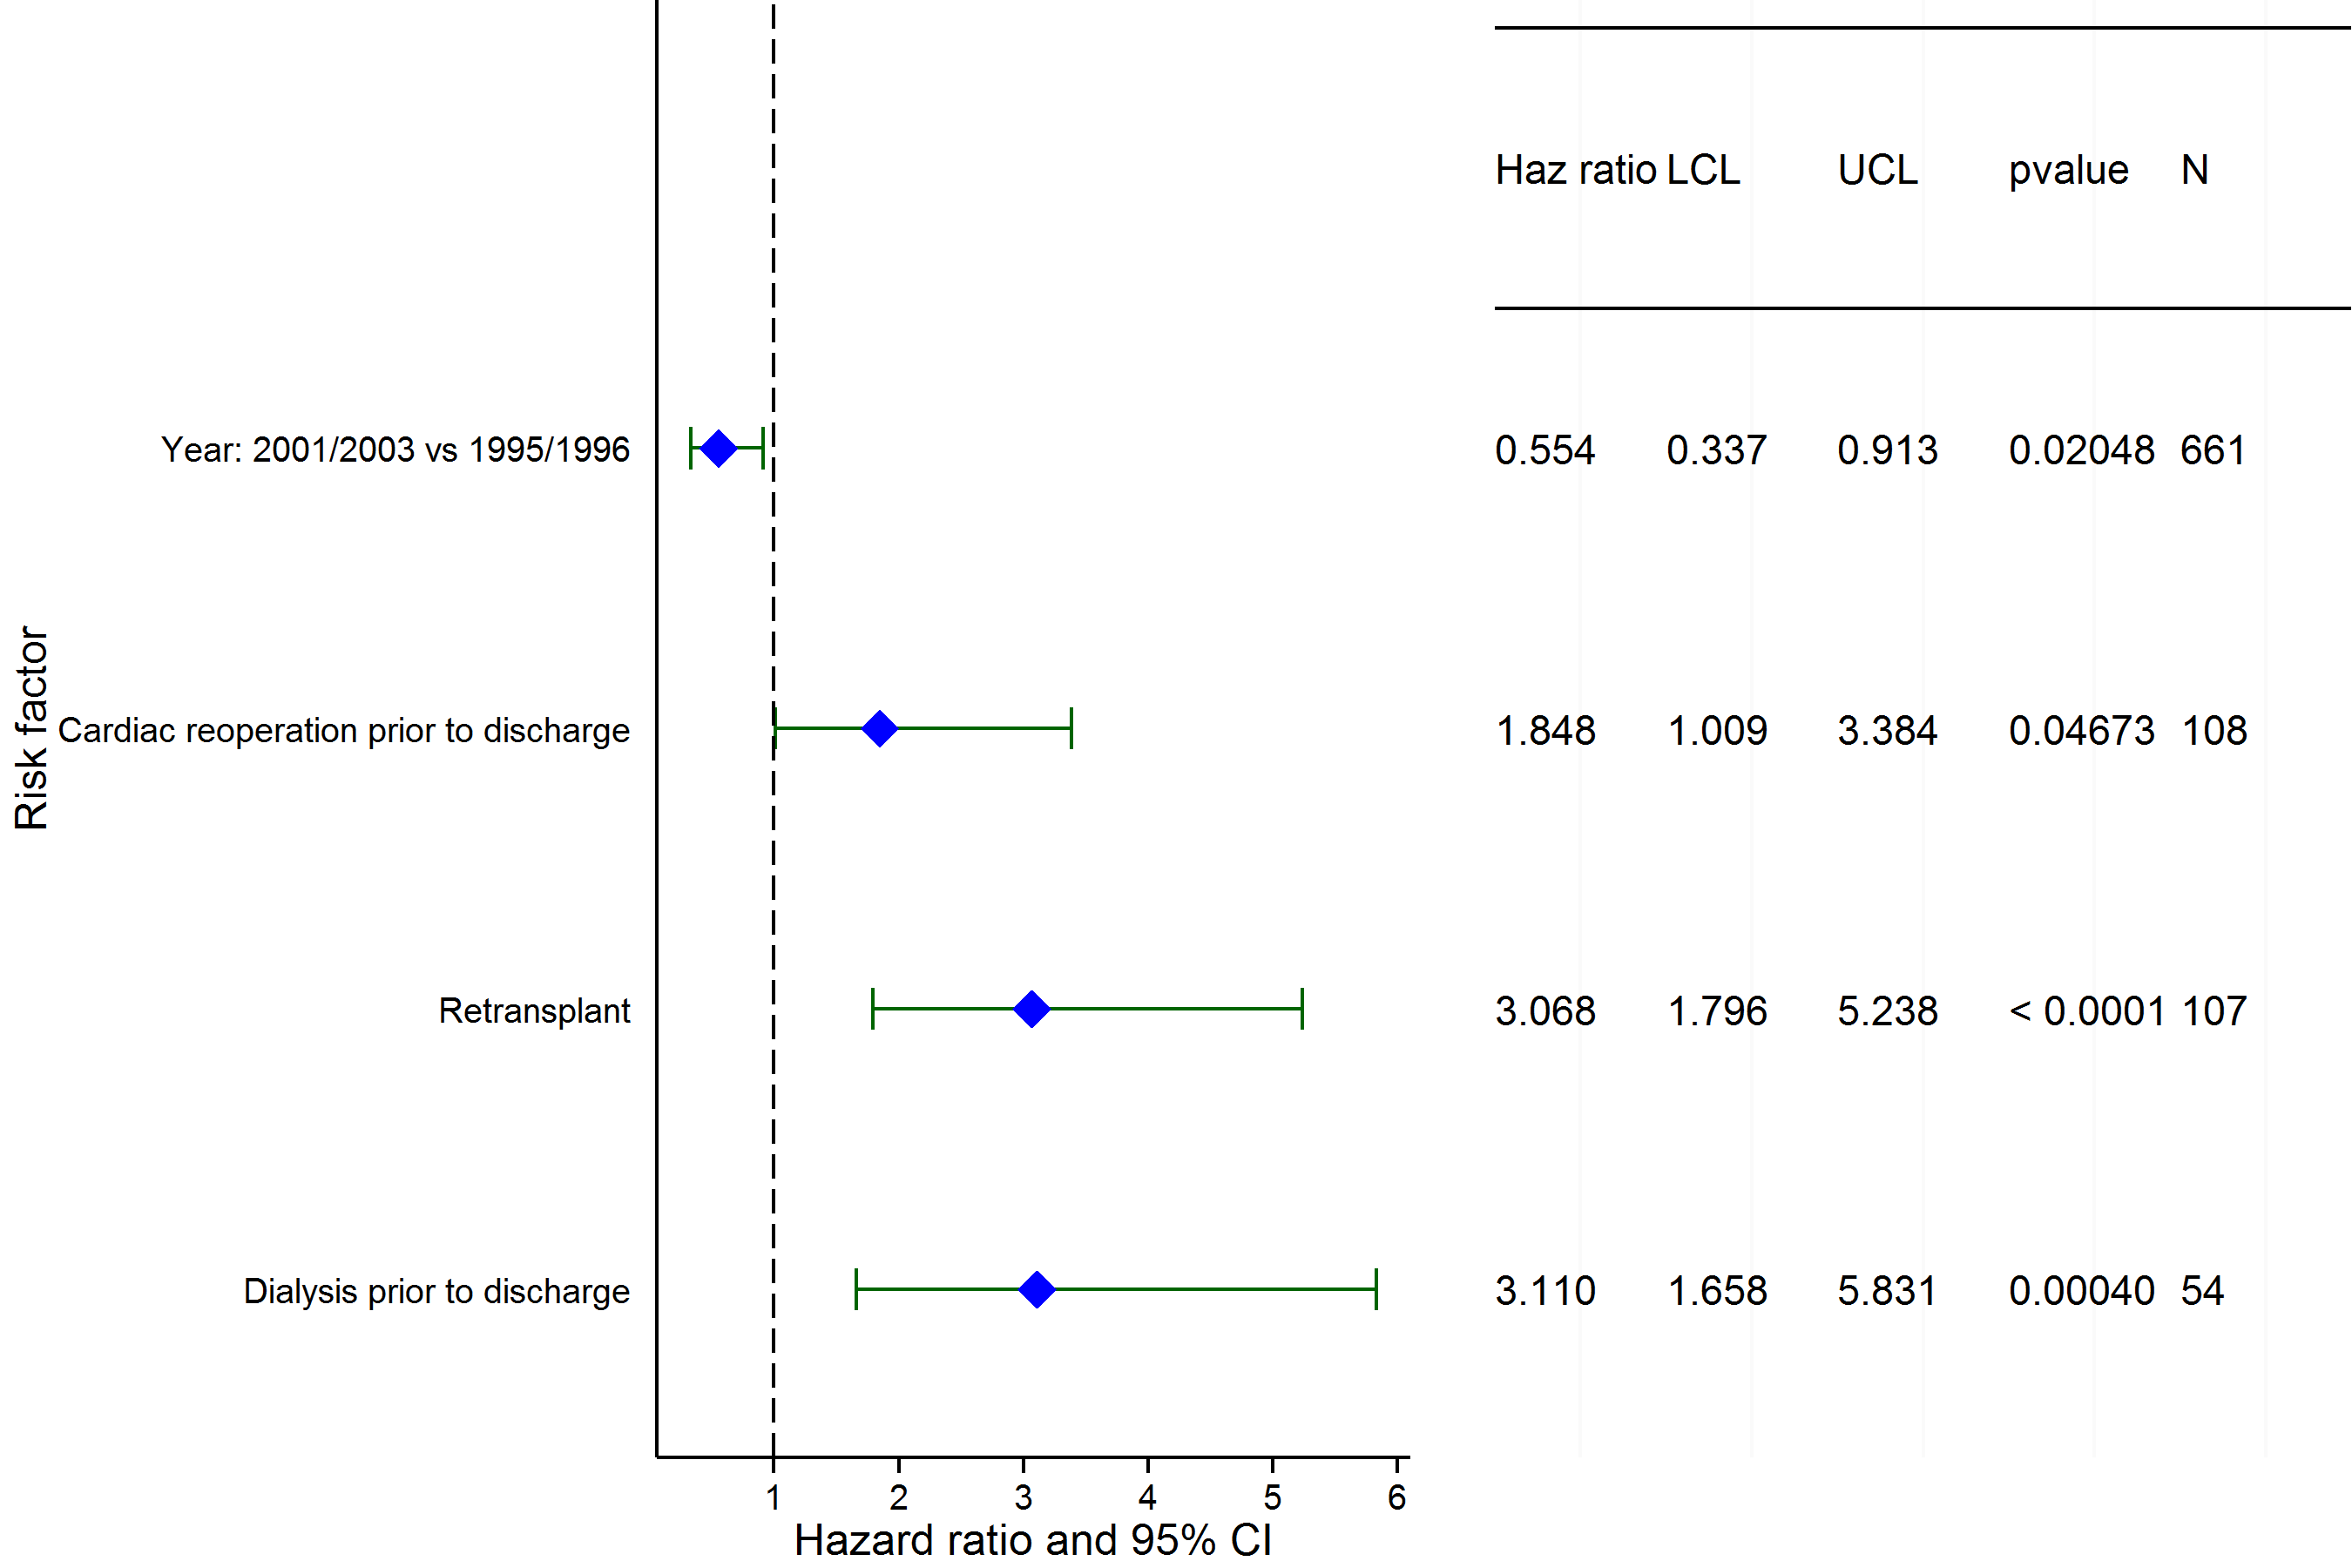 Haz ratio LCL UCL pvalue N
Year: 2001/2003 vs 1995/1996 0.554 0.337 0.913 0.02048 661
Cardiac reoperation prior to discharge 1.848 1.009 3.384 0.04673 108
Risk factor
Retransplant 3.068 1.796 5.238 < 0.0001 107
Dialysis prior to discharge 3.110 1.658 5.831 0.00040 54
1 2 3 4 5 6
Hazard ratio and 95% CI